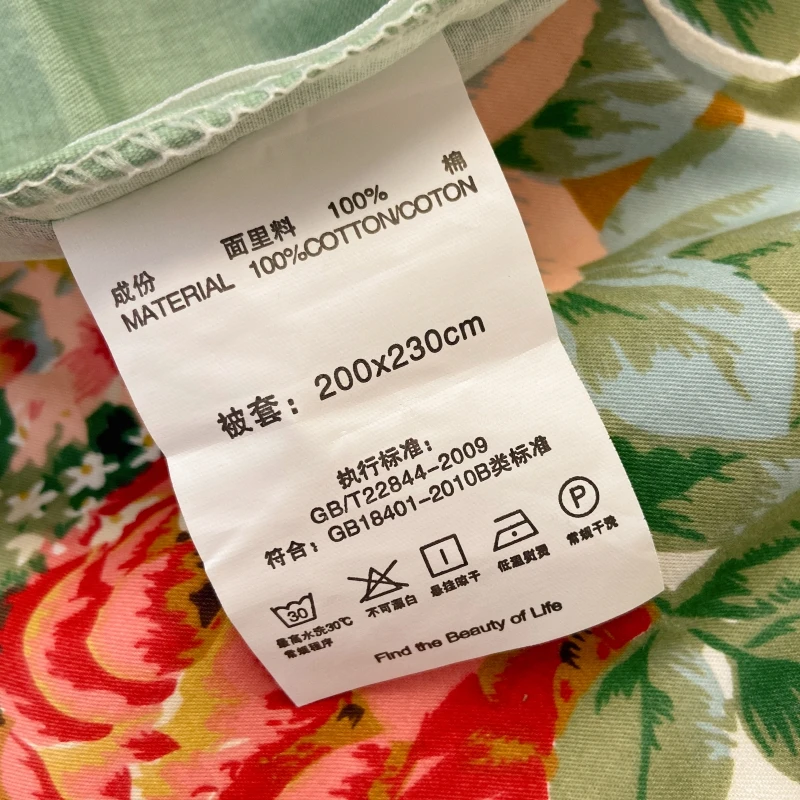 成份 面里料 100% 棉
MATERIAL 100%COTTON/COTON
被套：200x230cm
执行标准：
GB/T22844-2009
符合：GB18401-2010B类标准
30
P
最高水洗30℃
常规程序
不可漂白
悬挂晾干
低温熨烫
常规干洗
Find the Beauty of Life